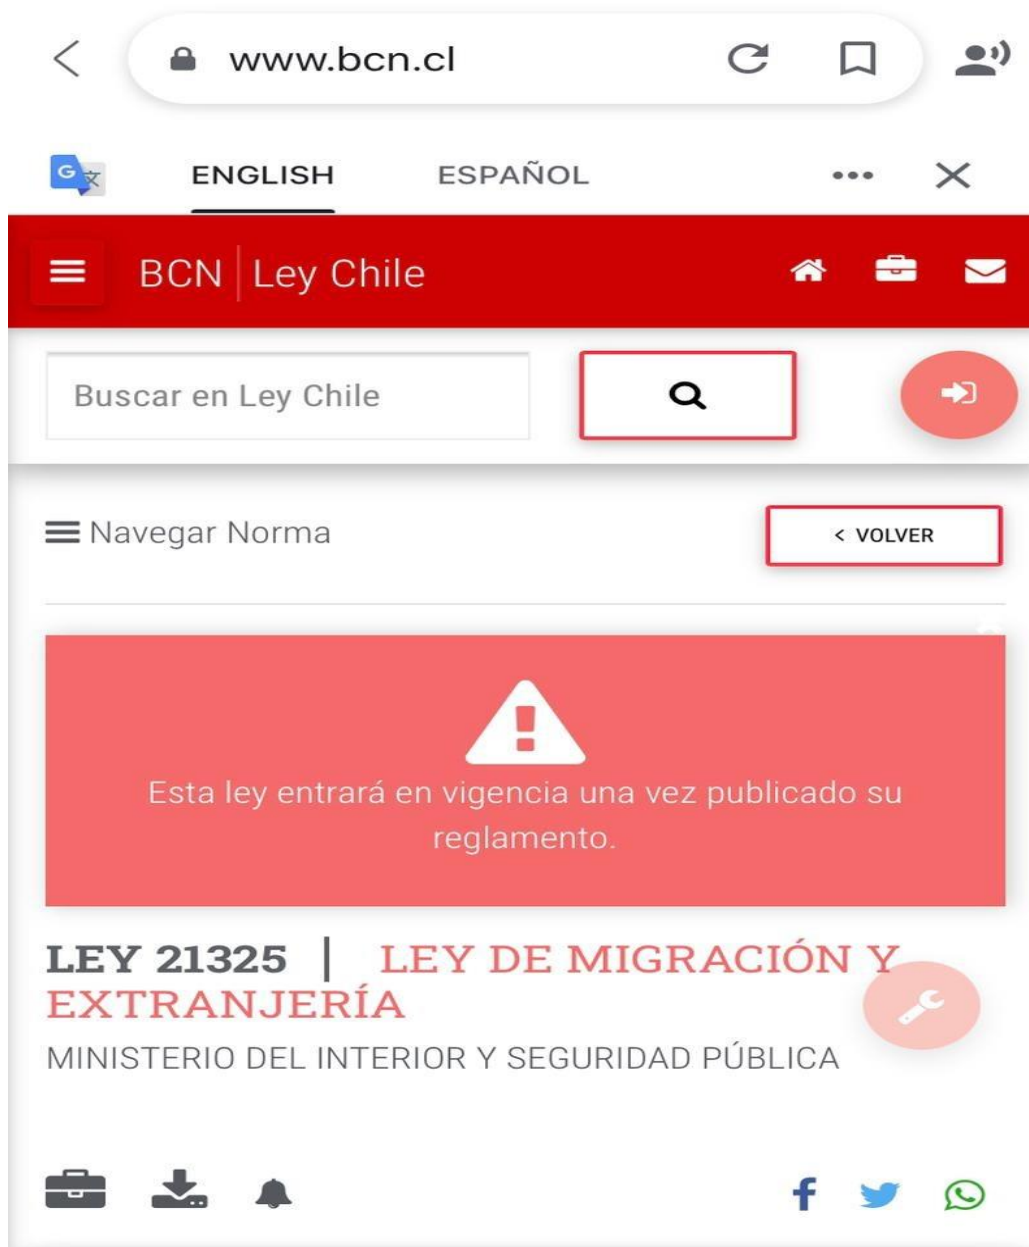 www.bcn.cl
ENGLISH ESPAÑOL
BCN | Ley Chile
Buscar en Ley Chile
Navegar Norma
< VOLVER
Esta ley entrará en vigencia una vez publicado su
reglamento.
LEY 21325 | LEY DE MIGRACIÓN Y
EXTRANJERÍA
MINISTERIO DEL INTERIOR Y SEGURIDAD PÚBLICA